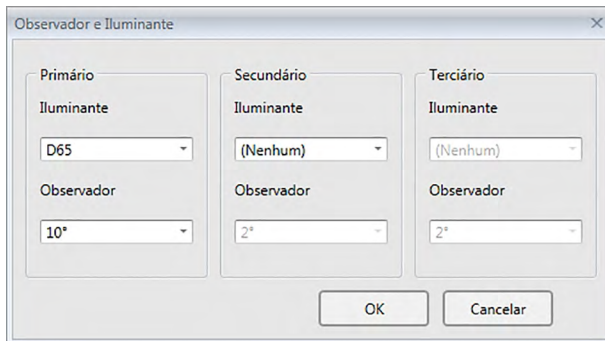 Observador e Iluminante
Primário
Secundário
Terciário
Iluminante
Iluminante
Iluminante
D65
(Nenhum)
(Nenhum)
Observador
Observador
Observador
10°
2°
2°
OK
Cancelar